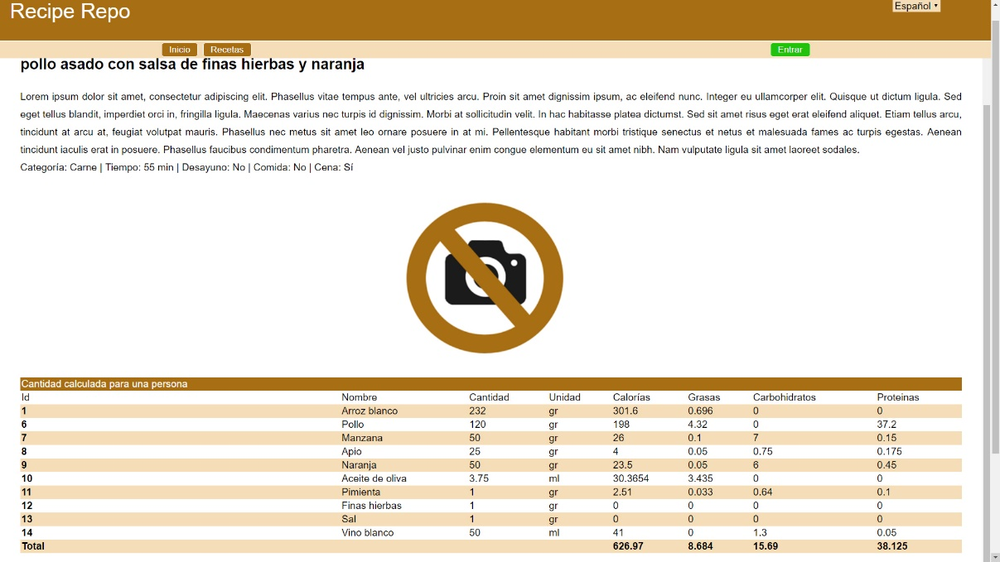 Recipe Repo
Español
Inicio Recetas Entrar
pollo asado con salsa de finas hierbas y naranja
Lorem ipsum dolor sit amet, consectetur adipiscing elit. Phasellus vitae tempus ante, vel ultricies arcu. Proin sit amet dignissim ipsum, ac eleifend nunc. Integer eu ullamcorper elit. Quisque ut dictum ligula. Sed
eget tellus blandit, imperdiet orci in, fringilla ligula. Maecenas varius nec turpis id dignissim. Morbi at sollicitudin velit. In hac habitasse platea dictumst. Sed sit amet risus eget erat eleifend aliquet. Etiam tellus arcu,
tincidunt at arcu at, feugiat volutpat mauris. Phasellus nec metus sit amet leo ornare posuere in at mi. Pellentesque habitant morbi tristique senectus et netus et malesuada fames ac turpis egestas. Aenean
tincidunt iaculis erat in posuere. Phasellus faucibus condimentum pharetra. Aenean vel justo pulvinar enim congue elementum eu sit amet nibh. Nam vulputate ligula sit amet laoreet sodales.
Categoría: Carne | Tiempo: 55 min | Desayuno: No | Comida: No | Cena: Sí
Cantidad calculada para una persona
Id Nombre Cantidad Unidad Calorías Grasas Carbohidratos Proteinas
1 Arroz blanco 232 gr 301.6 0.696 0 0
6 Pollo 120 gr 198 4.32 0 37.2
7 Manzana 50 gr 26 0.1 7 0.15
8 Apio 25 gr 4 0.05 0.75 0.175
9 Naranja 50 gr 23.5 0.05 6 0.45
10 Aceite de oliva 3.75 ml 30.3654 3.435 0 0
11 Pimienta 1 gr 2.51 0.033 0.64 0.1
12 Finas hierbas 1 gr 0 0 0 0
13 Sal 1 gr 0 0 0 0
14 Vino blanco 50 ml 41 0 1.3 0.05
Total 626.97 8.684 15.69 38.125